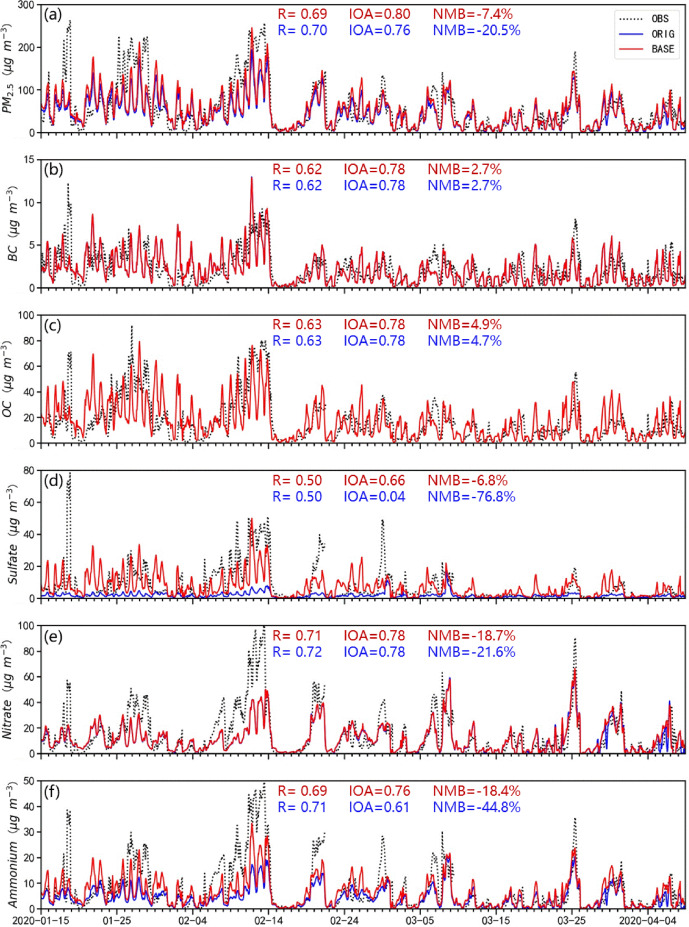 (a) R= 0.69 IOA=0.80 NMB=-7.4%
R= 0.70 IOA=0.76 NMB=-20.5%
OBS
ORIG
BASE
300
200
100
0
PM2.5 (μg m−3)
(b) R= 0.62 IOA=0.78 NMB=2.7%
R= 0.62 IOA=0.78 NMB=2.7%
15
10
5
0
BC (μg m−3)
(c) R= 0.63 IOA=0.78 NMB=4.9%
R= 0.63 IOA=0.78 NMB=4.7%
100
80
60
40
20
0
OC (μg m−3)
(d) R= 0.50 IOA=0.66 NMB=-6.8%
R= 0.50 IOA=0.04 NMB=-76.8%
80
60
40
20
0
Sulfate (μg m−3)
(e) R= 0.71 IOA=0.78 NMB=-18.7%
R= 0.72 IOA=0.78 NMB=-21.6%
100
80
60
40
20
0
Nitrate (μg m−3)
(f) R= 0.69 IOA=0.76 NMB=-18.4%
R= 0.71 IOA=0.61 NMB=-44.8%
50
40
30
20
10
0
Ammonium (μg m−3)
2020-01-15 01-25 02-04 02-14 02-24 03-05 03-15 03-25 2020-04-04